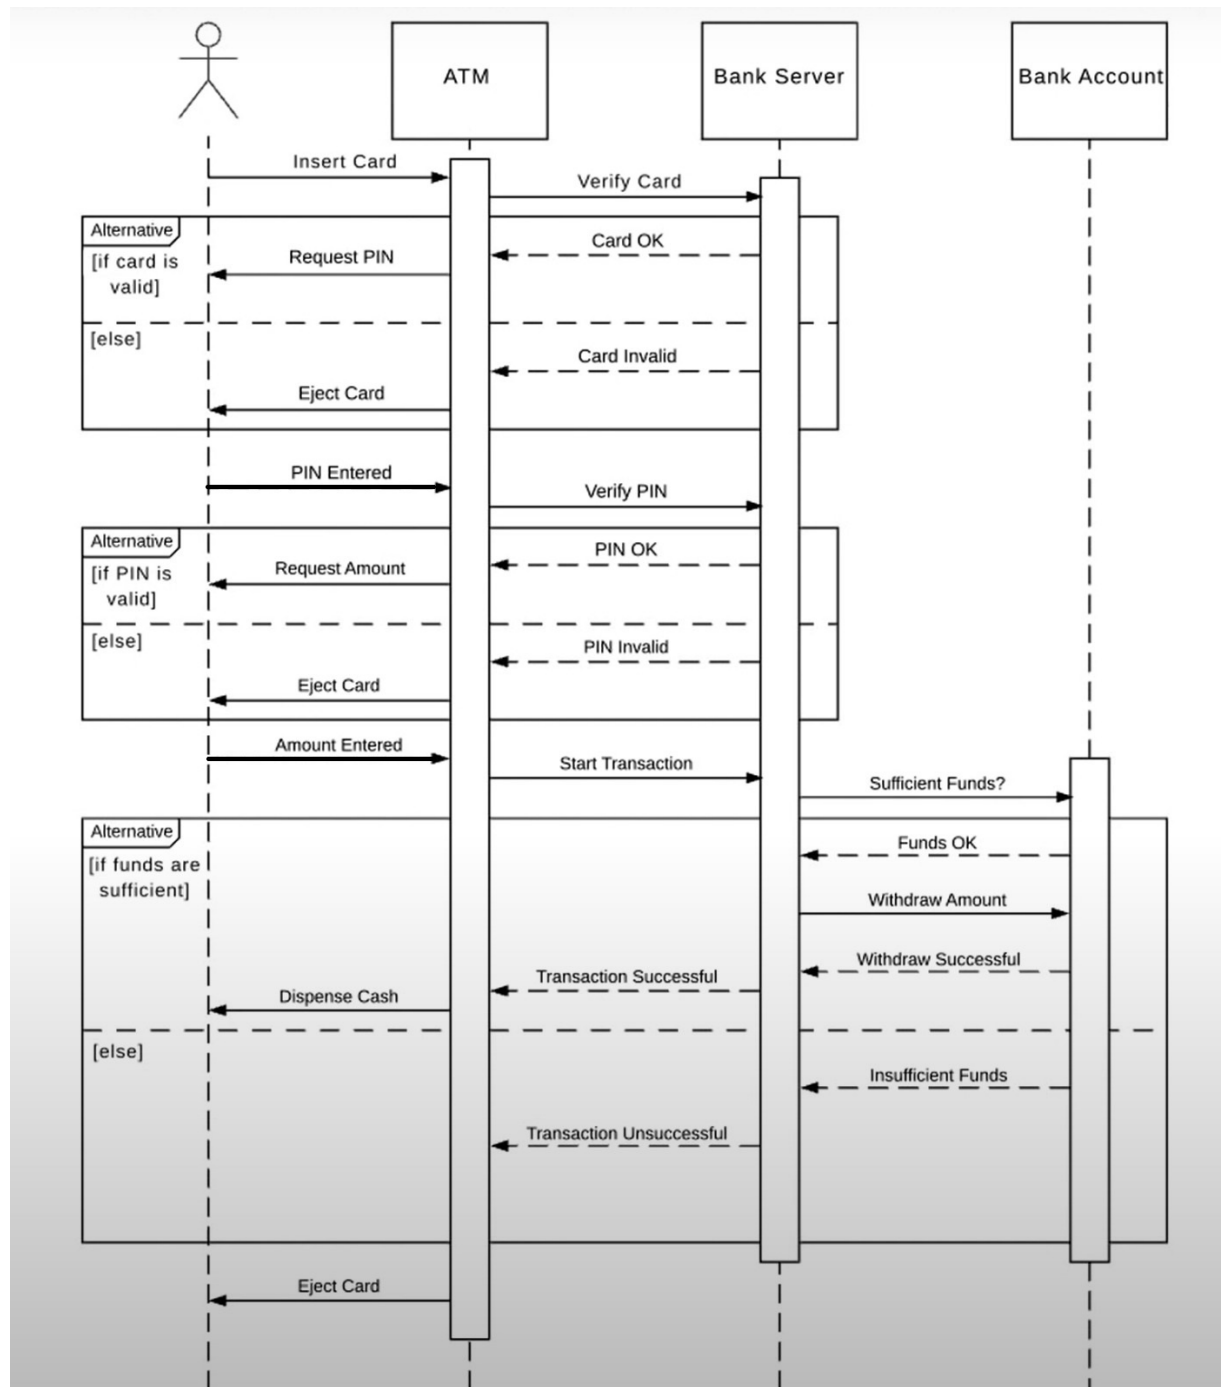 ATM
Bank Server
Bank Account
Insert Card
Verify Card
Alternative
Card OK
Request PIN
[if card is
valid]
[else]
Card Invalid
Eject Card
PIN Entered
Verify PIN
Alternative
PIN OK
Request Amount
[if PIN is
valid]
[else]
PIN Invalid
Eject Card
Amount Entered
Start Transaction
Sufficient Funds?
Alternative
Funds OK
[if funds are
sufficient]
Withdraw Amount
Withdraw Successful
Transaction Successful
Dispense Cash
[else]
Insufficient Funds
Transaction Unsuccessful
Eject Card